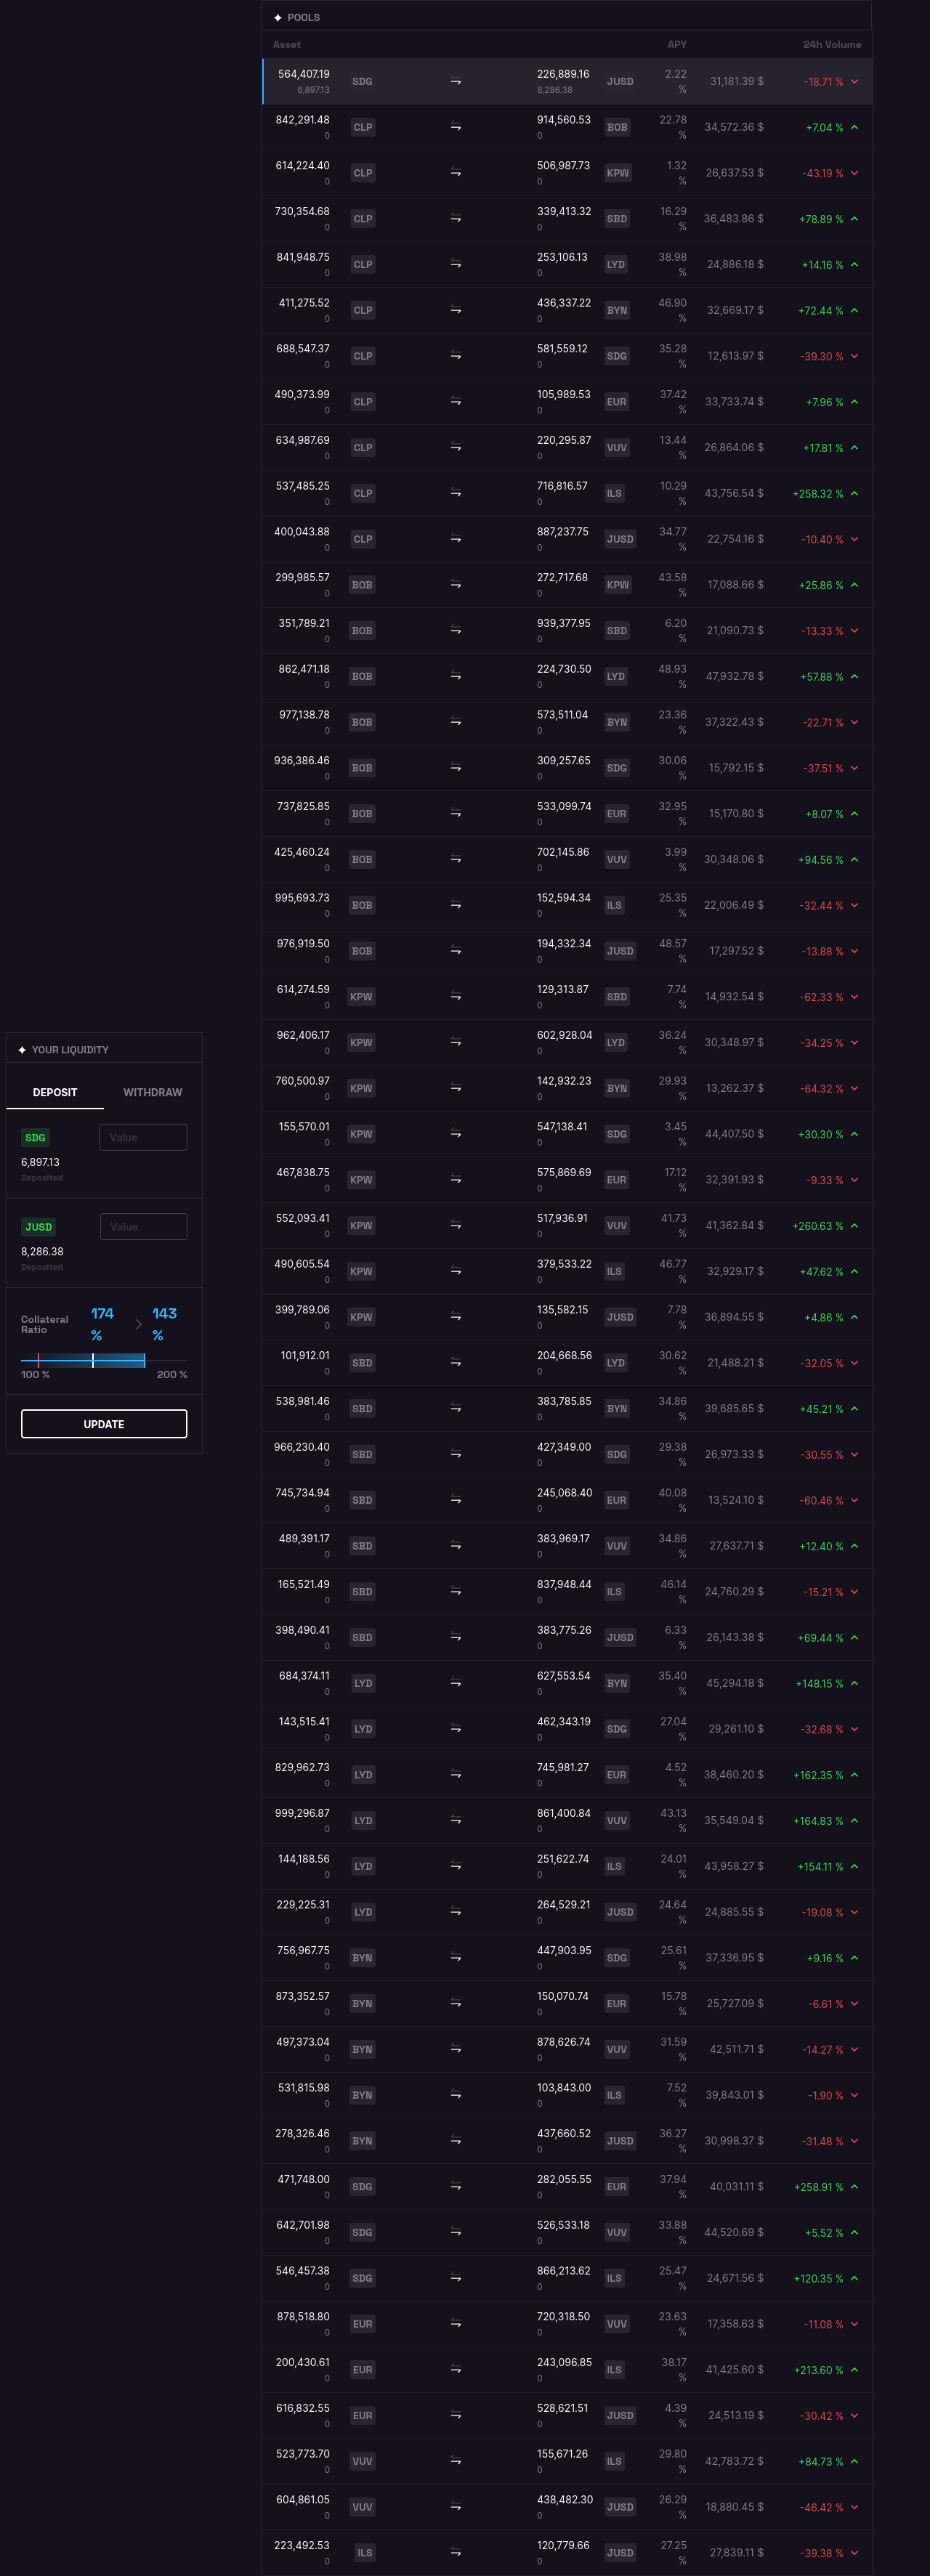 POOLS
Asset APY 24h Volume
564,407.19 SDG 226,889.16 JUSD 2.22 % 31,181.39 $ -18.71 %
6,897.13 8,286.38
842,291.48 CLP 914,560.53 BOB 22.78 % 34,572.36 $ +7.04 %
0 0
614,224.40 CLP 506,987.73 KPW 1.32 % 26,637.53 $ -43.19 %
0 0
730,354.68 CLP 339,413.32 SBD 16.29 % 36,483.86 $ +78.89 %
0 0
841,948.75 CLP 253,106.13 LYD 38.98 % 24,886.18 $ +14.16 %
0 0
411,275.52 CLP 436,337.22 BYN 46.90 % 32,669.17 $ +72.44 %
0 0
688,547.37 CLP 581,559.12 SDG 35.28 % 12,613.97 $ -39.30 %
0 0
490,373.99 CLP 105,989.53 EUR 37.42 % 33,733.74 $ +7.96 %
0 0
634,987.69 CLP 220,295.87 VUV 13.44 % 26,864.06 $ +17.81 %
0 0
537,485.25 CLP 716,816.57 ILS 10.29 % 43,756.54 $ +258.32 %
0 0
400,043.88 CLP 887,237.75 JUSD 34.77 % 22,754.16 $ -10.40 %
0 0
299,985.57 BOB 272,717.68 KPW 43.58 % 17,088.66 $ +25.86 %
0 0
351,789.21 BOB 939,377.95 SBD 6.20 % 21,090.73 $ -13.33 %
0 0
862,471.18 BOB 224,730.50 LYD 48.93 % 47,932.78 $ +57.88 %
0 0
977,138.78 BOB 573,511.04 BYN 23.36 % 37,322.43 $ -22.71 %
0 0
936,386.46 BOB 309,257.65 SDG 30.06 % 15,792.15 $ -37.51 %
0 0
737,825.85 BOB 533,099.74 EUR 32.95 % 15,170.80 $ +8.07 %
0 0
425,460.24 BOB 702,145.86 VUV 3.99 % 30,348.06 $ +94.56 %
0 0
995,693.73 BOB 152,594.34 ILS 25.35 % 22,006.49 $ -32.44 %
0 0
976,919.50 BOB 194,332.34 JUSD 48.57 % 17,297.52 $ -13.88 %
0 0
614,274.59 KPW 129,313.87 SBD 7.74 % 14,932.54 $ -62.33 %
0 0
962,406.17 KPW 602,928.04 LYD 36.24 % 30,348.97 $ -34.25 %
0 0
760,500.97 KPW 142,932.23 BYN 29.93 % 13,262.37 $ -64.32 %
0 0
155,570.01 KPW 547,138.41 SDG 3.45 % 44,407.50 $ +30.30 %
0 0
467,838.75 KPW 575,869.69 EUR 17.12 % 32,391.93 $ -9.33 %
0 0
552,093.41 KPW 517,936.91 VUV 41.73 % 41,362.84 $ +260.63 %
0 0
490,605.54 KPW 379,533.22 ILS 46.77 % 32,929.17 $ +47.62 %
0 0
399,789.06 KPW 135,582.15 JUSD 7.78 % 36,894.55 $ +4.86 %
0 0
101,912.01 SBD 204,668.56 LYD 30.62 % 21,488.21 $ -32.05 %
0 0
538,981.46 SBD 383,785.85 BYN 34.86 % 39,685.65 $ +45.21 %
0 0
966,230.40 SBD 427,349.00 SDG 29.38 % 26,973.33 $ -30.55 %
0 0
745,734.94 SBD 245,068.40 EUR 40.08 % 13,524.10 $ -60.46 %
0 0
489,391.17 SBD 383,969.17 VUV 34.86 % 27,637.71 $ +12.40 %
0 0
165,521.49 SBD 837,948.44 ILS 46.14 % 24,760.29 $ -15.21 %
0 0
398,490.41 SBD 383,775.26 JUSD 6.33 % 26,143.38 $ +69.44 %
0 0
684,374.11 LYD 627,553.54 BYN 35.40 % 45,294.18 $ +148.15 %
0 0
143,515.41 LYD 462,343.19 SDG 27.04 % 29,261.10 $ -32.68 %
0 0
829,962.73 LYD 745,981.27 EUR 4.52 % 38,460.20 $ +162.35 %
0 0
999,296.87 LYD 861,400.84 VUV 43.13 % 35,549.04 $ +164.83 %
0 0
144,188.56 LYD 251,622.74 ILS 24.01 % 43,958.27 $ +154.11 %
0 0
229,225.31 LYD 264,529.21 JUSD 24.64 % 24,885.55 $ -19.08 %
0 0
756,967.75 BYN 447,903.95 SDG 25.61 % 37,336.95 $ +9.16 %
0 0
873,352.57 BYN 150,070.74 EUR 15.78 % 25,727.09 $ -6.61 %
0 0
497,373.04 BYN 878,626.74 VUV 31.59 % 42,511.71 $ -14.27 %
0 0
531,815.98 BYN 103,843.00 ILS 7.52 % 39,843.01 $ -1.90 %
0 0
278,326.46 BYN 437,660.52 JUSD 36.27 % 30,998.37 $ -31.48 %
0 0
471,748.00 SDG 282,055.55 EUR 37.94 % 40,031.11 $ +258.91 %
0 0
642,701.98 SDG 526,533.18 VUV 33.88 % 44,520.69 $ +5.52 %
0 0
546,457.38 SDG 866,213.62 ILS 25.47 % 24,671.56 $ +120.35 %
0 0
878,518.80 EUR 720,318.50 VUV 23.63 % 17,358.63 $ -11.08 %
0 0
200,430.61 EUR 243,096.85 ILS 38.17 % 41,425.60 $ +213.60 %
0 0
616,832.55 EUR 528,621.51 JUSD 4.39 % 24,513.19 $ -30.42 %
0 0
523,773.70 VUV 155,671.26 ILS 29.80 % 42,783.72 $ +84.73 %
0 0
604,861.05 VUV 438,482.30 JUSD 26.29 % 18,880.45 $ -46.42 %
0 0
223,492.53 ILS 120,779.66 JUSD 27.25 % 27,839.11 $ -39.38 %
0 0
YOUR LIQUIDITY
DEPOSIT WITHDRAW
SDG Value
6,897.13
Deposited
JUSD Value
8,286.38
Deposited
Collateral Ratio 174 % 143 %
100 % 200 %
UPDATE